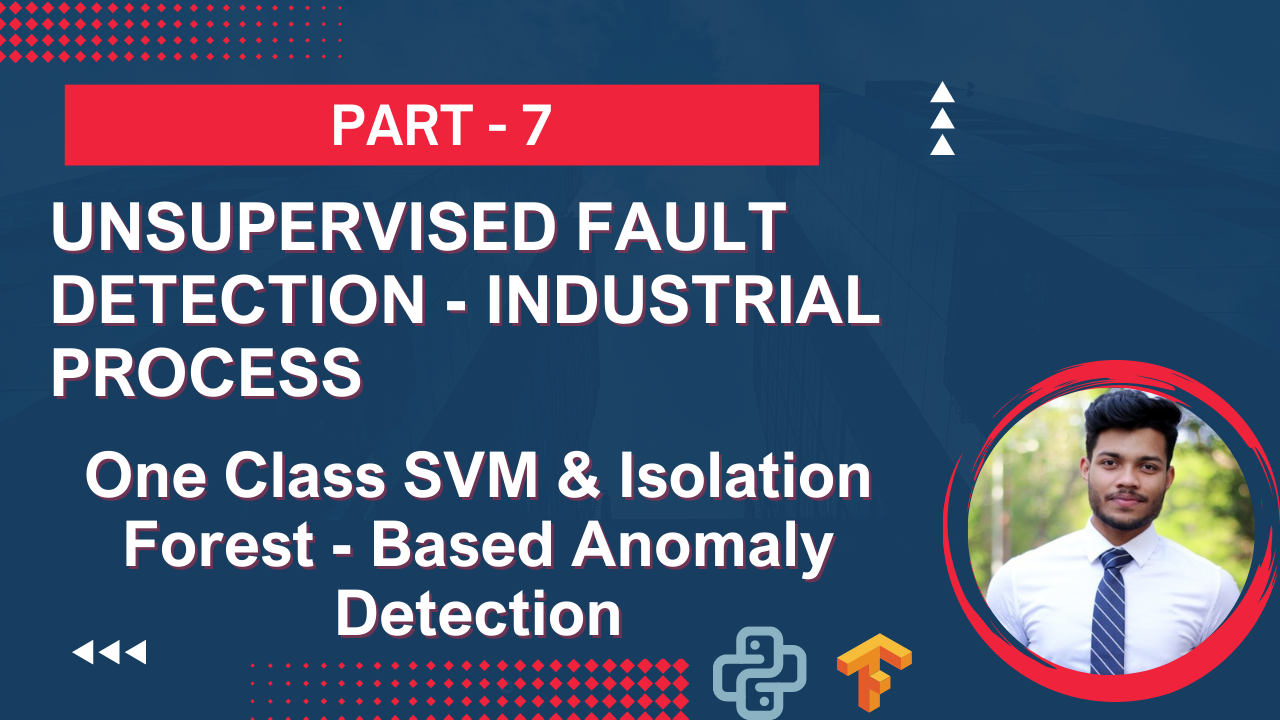 PART - 7
UNSUPERVISED FAULT
DETECTION - INDUSTRIAL
PROCESS
One Class SVM & Isolation
Forest - Based Anomaly
Detection